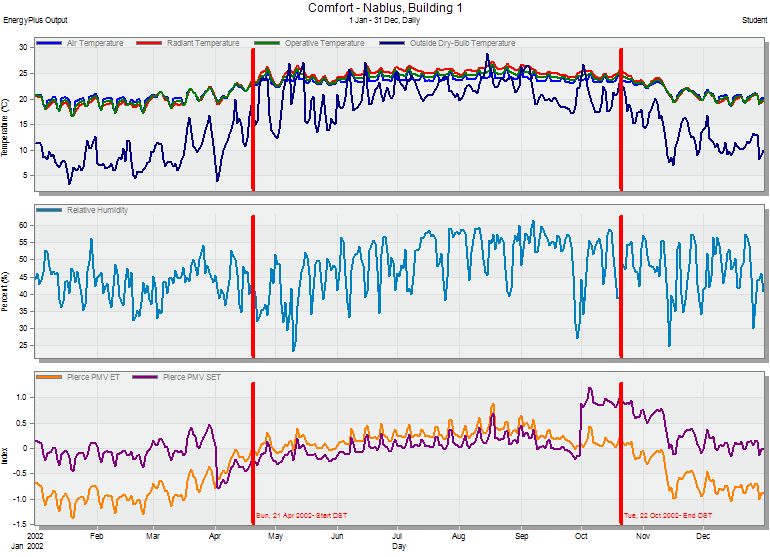 Comfort - Nablus, Building 1
EnergyPlus Output
1 Jan - 31 Dec, Daily
Student
Air Temperature
Radiant Temperature
Operative Temperature
Outside Dry-Bulb Temperature
Temperature (°C)
30
25
20
15
10
5
Relative Humidity
Percent (%)
60
55
50
45
40
35
30
25
Pierce PMV ET
Pierce PMV SET
Index
1.0
0.5
0
-0.5
-1.0
-1.5
Sun, 21 Apr 2002- Start DST
Tue, 22 Oct 2002- End DST
2002 Feb Mar Apr May Jun Jul Aug Sep Oct Nov Dec
Jan 2002
Day